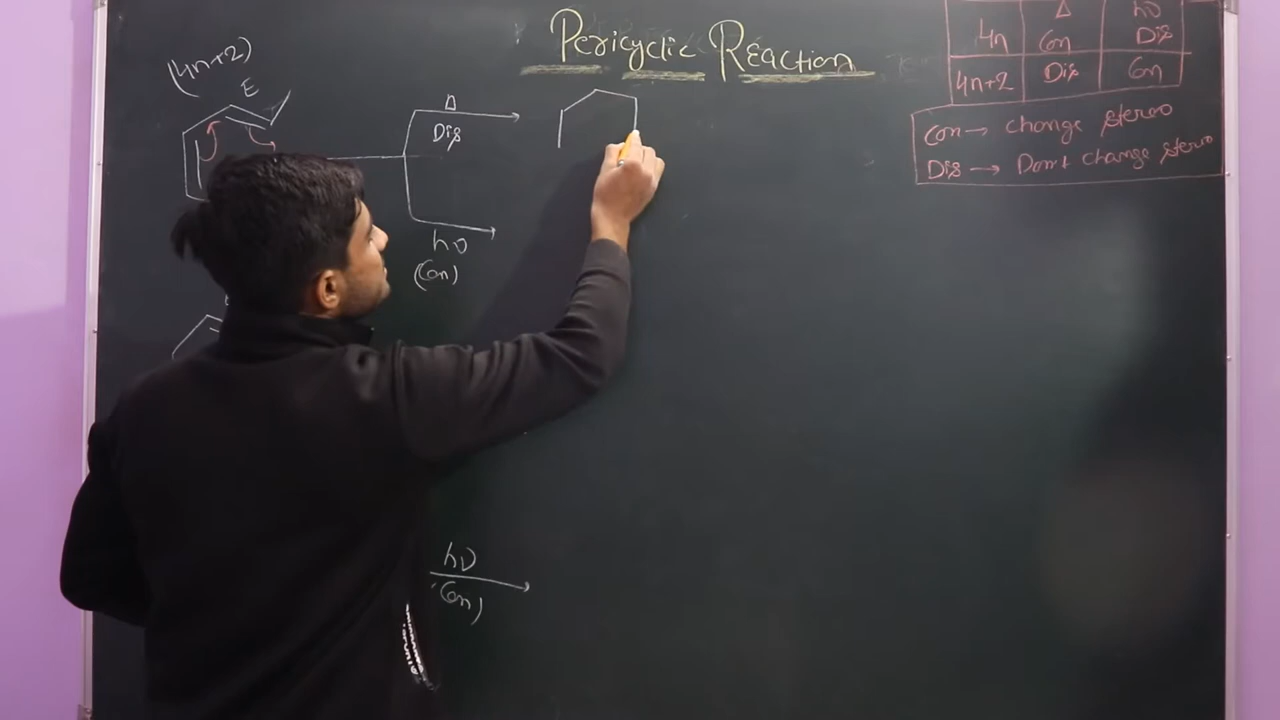 Pericyclic Reaction
Δ hν
4n Con Dis
4n+2 Dis Con
Con → Change stereo
Dis → Don't change stereo
(4n+2)
E
Δ
Dis
hν
(Con)
hν
(Con)